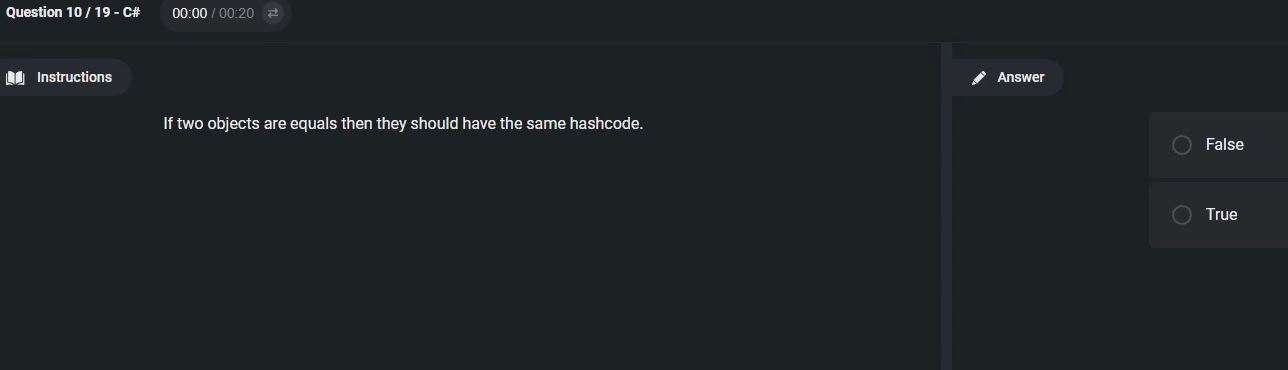 Question 10 / 19 - C# 00:00 / 00:20
Instructions
Answer
If two objects are equals then they should have the same hashcode.
False
True